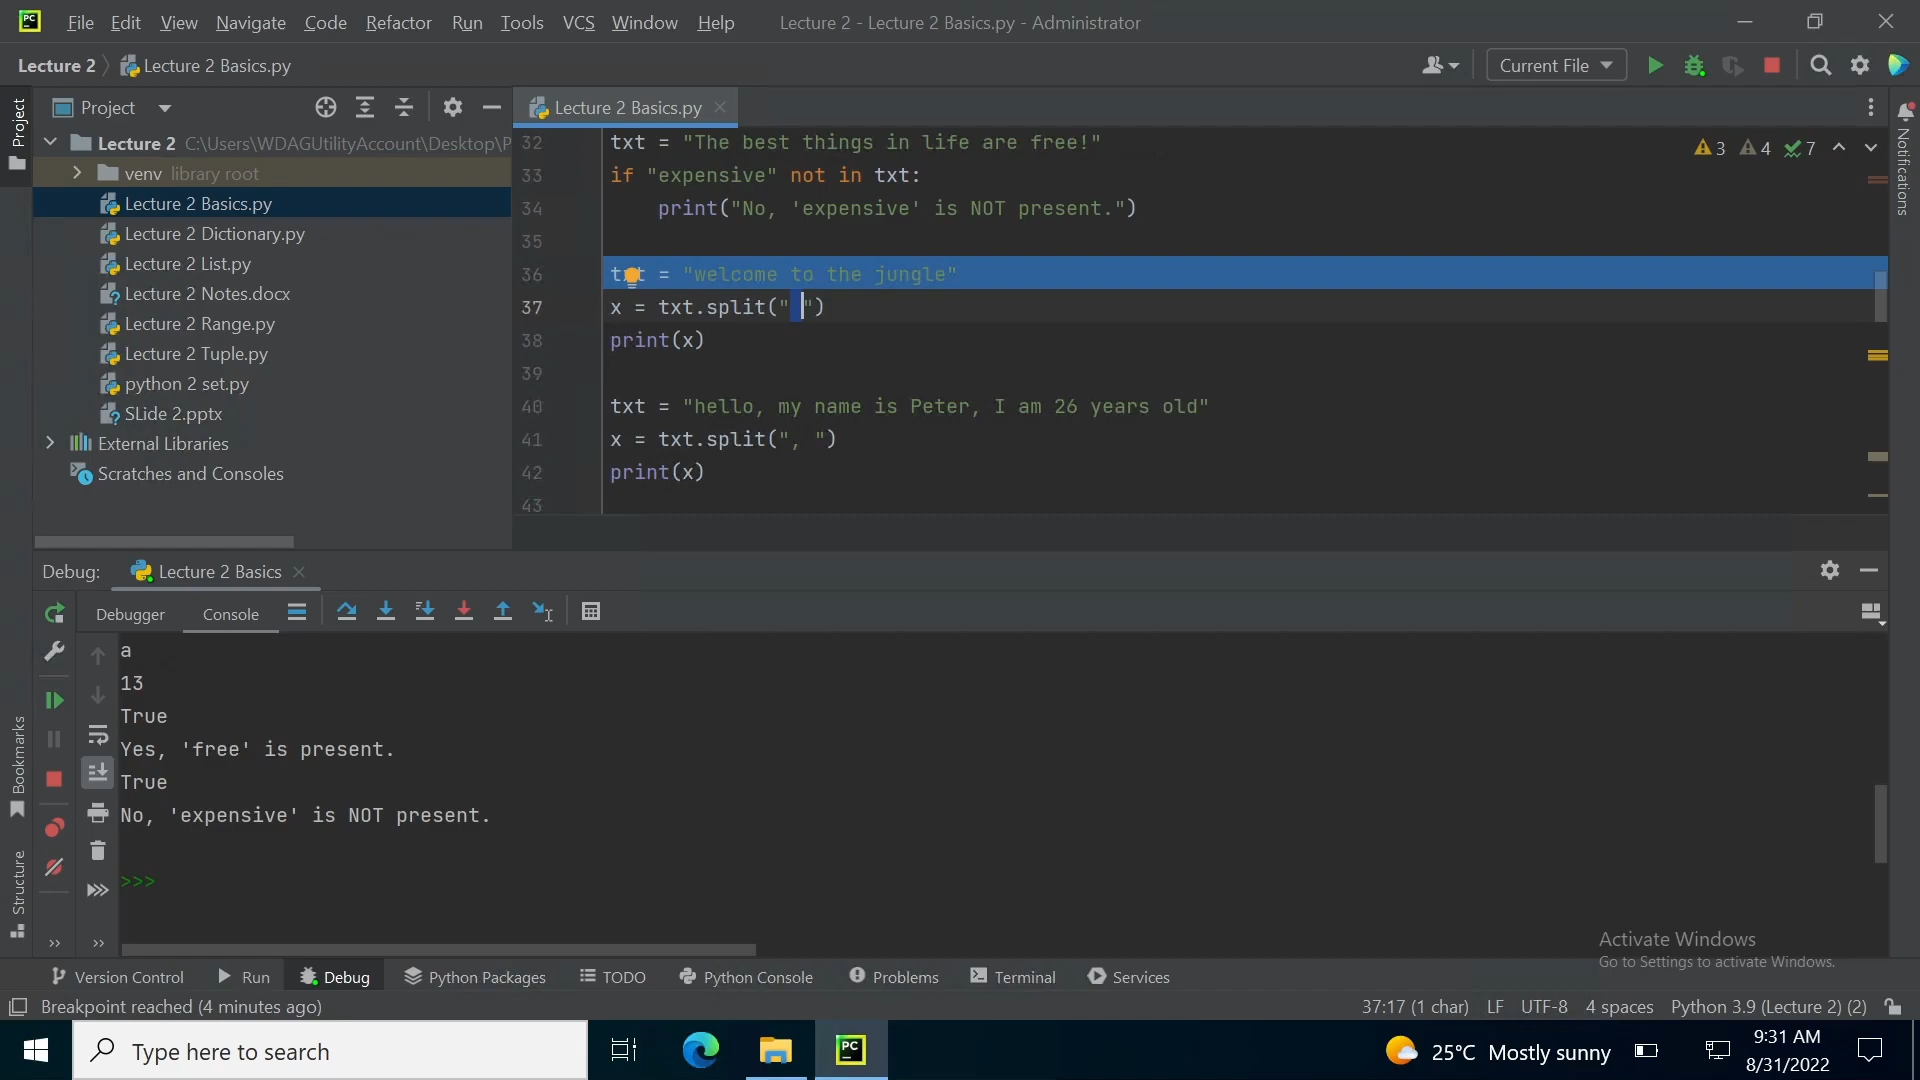 PC File Edit View Navigate Code Refactor Run Tools VCS Window Help Lecture 2 - Lecture 2 Basics.py - Administrator
Lecture 2 Lecture 2 Basics.py Current File
Project
Project
Lecture 2 Basics.py
Notifications
Lecture 2 C:\Users\WDAGUtilityAccount\Desktop\P
venv library root
Lecture 2 Basics.py
Lecture 2 Dictionary.py
Lecture 2 List.py
Lecture 2 Notes.docx
Lecture 2 Range.py
Lecture 2 Tuple.py
python 2 set.py
SLide 2.pptx
External Libraries
Scratches and Consoles
3 4 7
32 txt = "The best things in life are free!"
33 if "expensive" not in txt:
34 print("No, 'expensive' is NOT present.")
35
36 txt = "welcome to the jungle"
37 x = txt.split(" ")
38 print(x)
39
40 txt = "hello, my name is Peter, I am 26 years old"
41 x = txt.split(", ")
42 print(x)
43
Debug: Lecture 2 Basics
Debugger Console
a
13
True
Yes, 'free' is present.
True
No, 'expensive' is NOT present.
>>>
Bookmarks
Structure
Activate Windows
Go to Settings to activate Windows.
Version Control Run Debug Python Packages TODO Python Console Problems Terminal Services
Breakpoint reached (4 minutes ago) 37:17 (1 char) LF UTF-8 4 spaces Python 3.9 (Lecture 2) (2)
Type here to search PC 25°C Mostly sunny 9:31 AM
8/31/2022